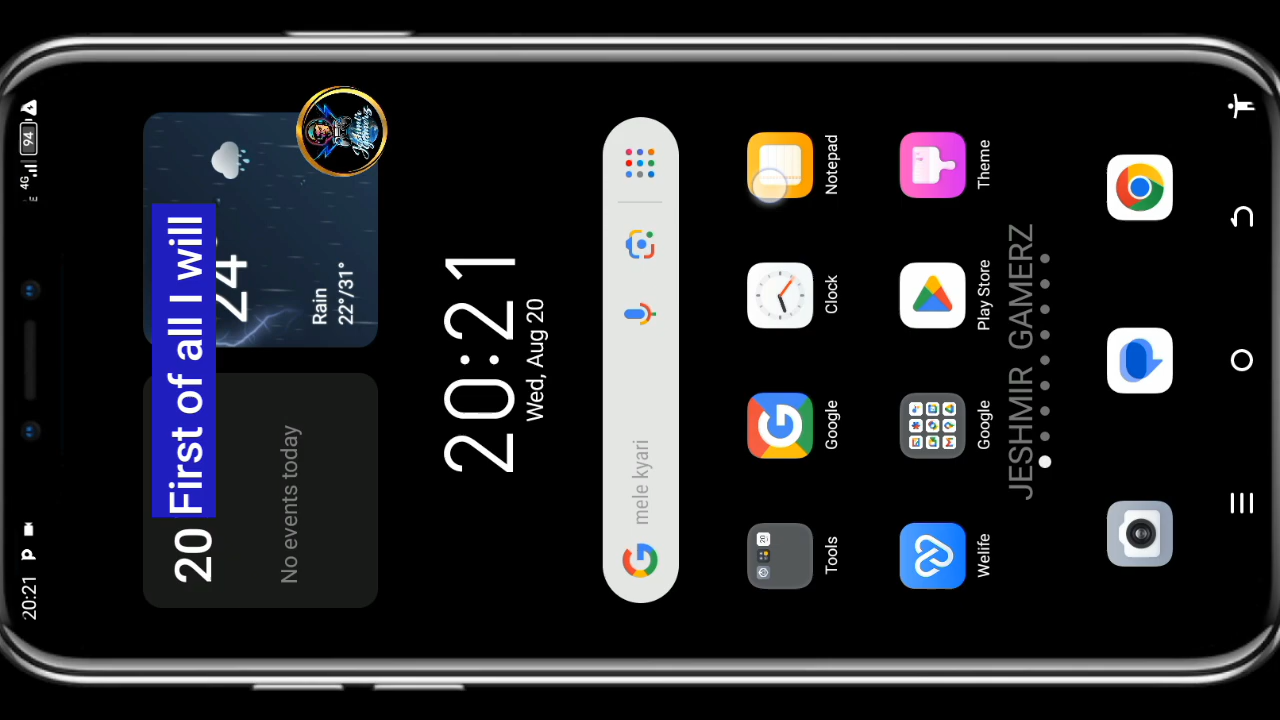 20:21
4G
E
94
20
First of all I will
24°
No events today
Rain
22°/31°
20:21
Wed, Aug 20
mele kyari
Tools
Google
Clock
Notepad
Welife
Google
Play Store
Theme
JESHMIR GAMERZ